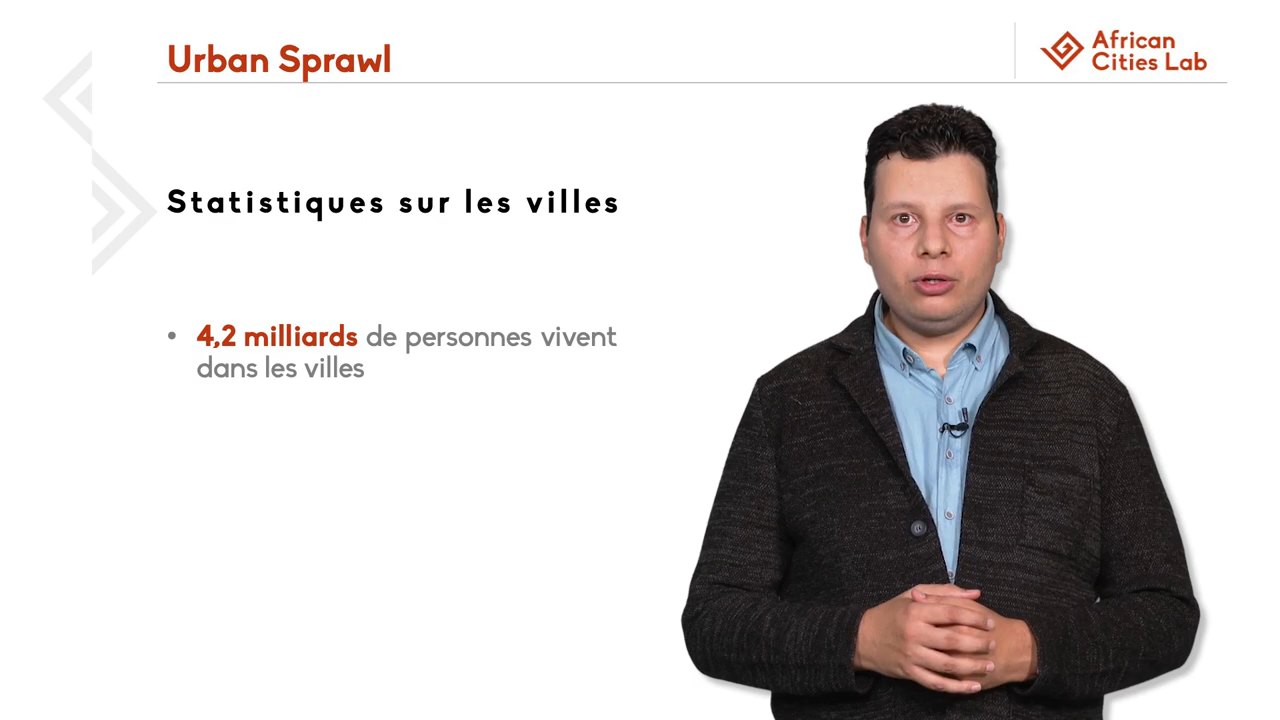 Urban Sprawl
African
Cities Lab
Statistiques sur les villes
• 4,2 milliards de personnes vivent
dans les villes